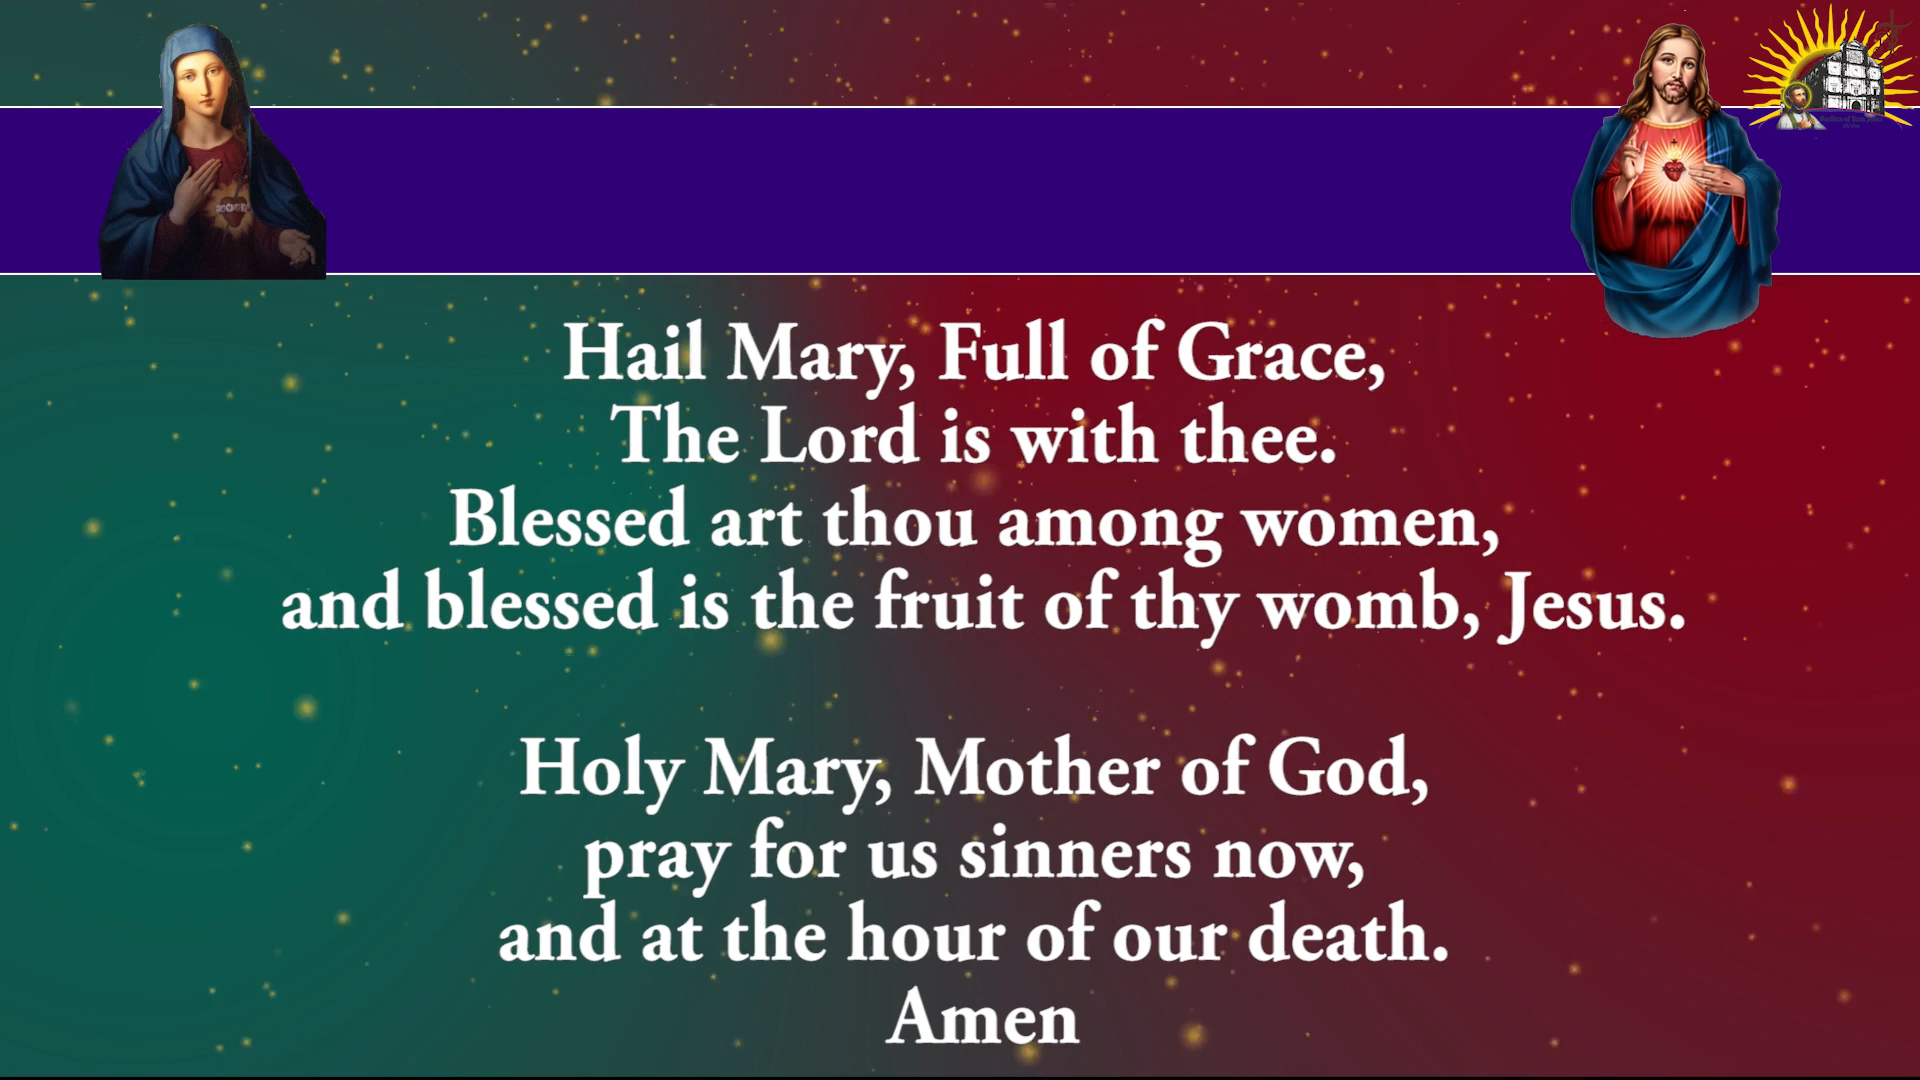 Hail Mary, Full of Grace,
The Lord is with thee.
Blessed art thou among women,
and blessed is the fruit of thy womb, Jesus.
Holy Mary, Mother of God,
pray for us sinners now,
and at the hour of our death.
Amen